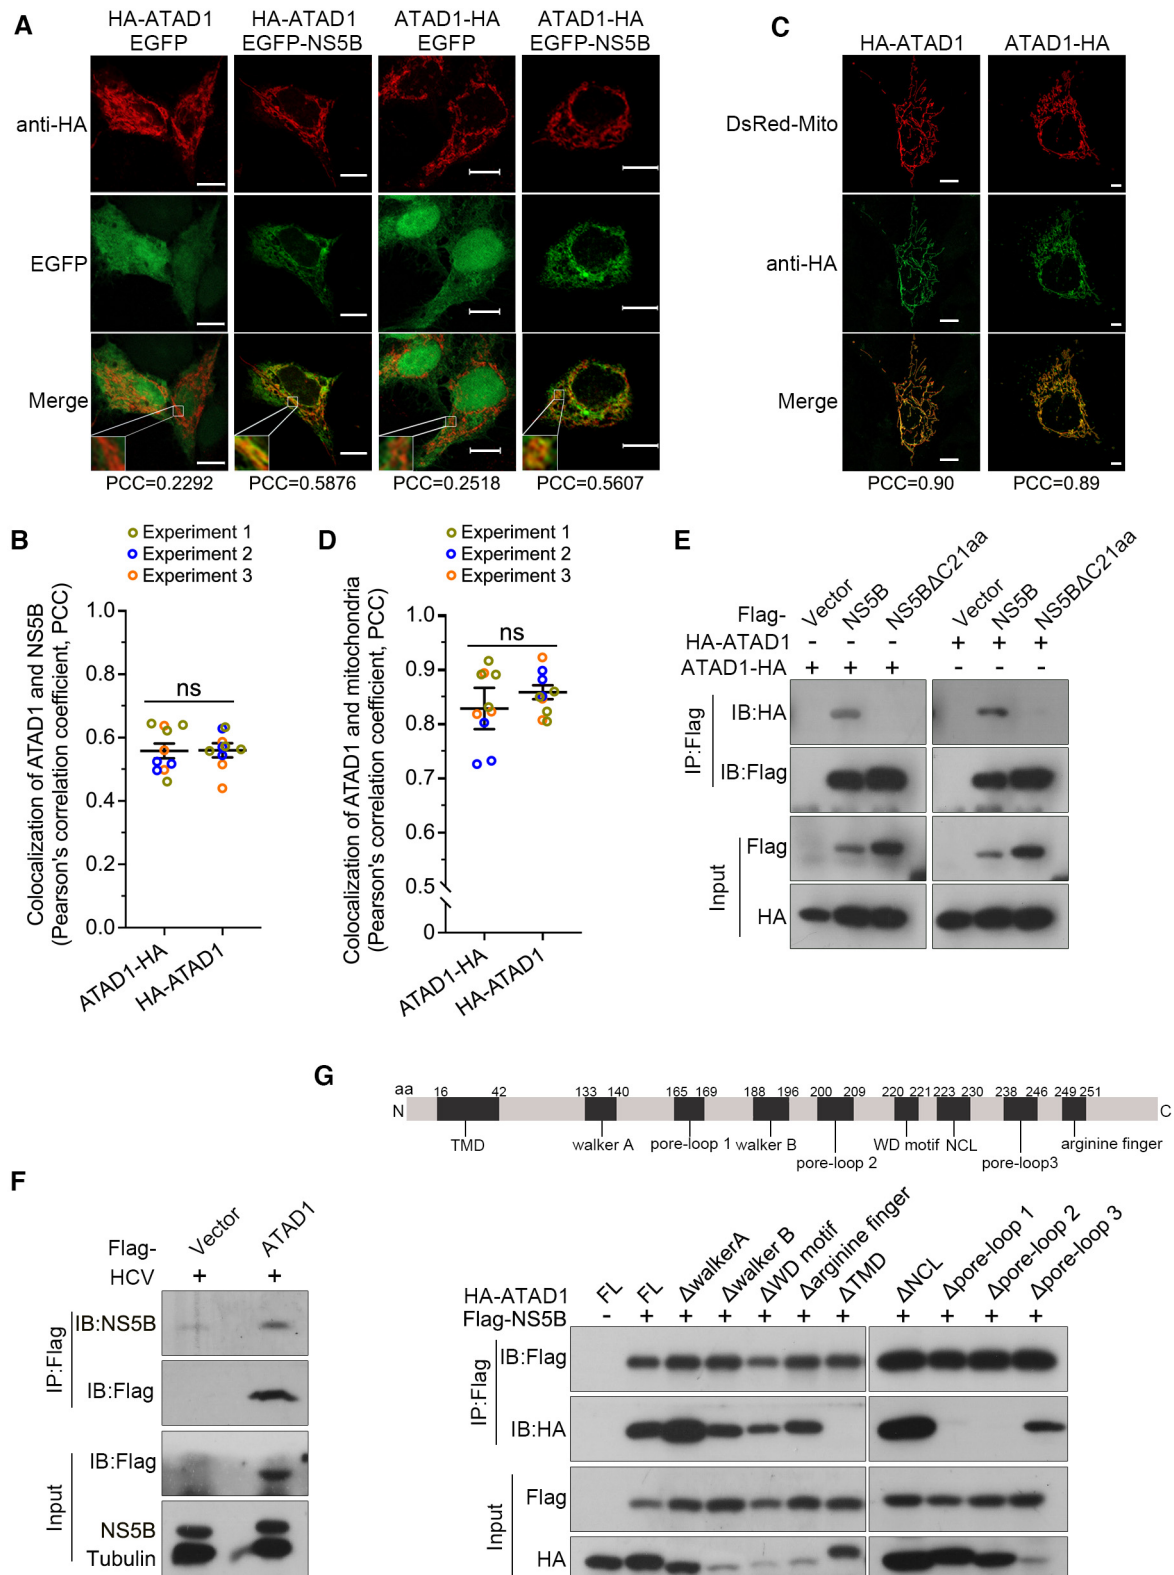 A
HA-ATAD1 EGFP
HA-ATAD1 EGFP-NS5B
ATAD1-HA EGFP
ATAD1-HA EGFP-NS5B
anti-HA
EGFP
Merge
PCC=0.2292
PCC=0.5876
PCC=0.2518
PCC=0.5607
C
HA-ATAD1
ATAD1-HA
DsRed-Mito
anti-HA
Merge
PCC=0.90
PCC=0.89
B
Experiment 1
Experiment 2
Experiment 3
Colocalization of ATAD1 and NS5B
(Pearson's correlation coefficient, PCC)
1.0
0.8
0.6
0.4
0.2
0.0
ns
ATAD1-HA
HA-ATAD1
D
Experiment 1
Experiment 2
Experiment 3
Colocalization of ATAD1 and mitochondria
(Pearson's correlation coefficient, PCC)
1.0
0.9
0.8
0.7
0.6
0.5
0
ns
ATAD1-HA
HA-ATAD1
E
Flag-
Vector
NS5B
NS5BΔC21aa
Vector
NS5B
NS5BΔC21aa
HA-ATAD1 - - - + + +
ATAD1-HA + + + - - -
IP:Flag
IB:HA
IB:Flag
Input
Flag
HA
F
Flag-
Vector
ATAD1
HCV + +
IP:Flag
IB:NS5B
IB:Flag
Input
IB:Flag
NS5B
Tubulin
G
aa
16 42 133 140 165 169 188 196 200 209 220 221 223 230 238 246 249 251
N
C
TMD
walker A
pore-loop 1
walker B
pore-loop 2
WD motif
NCL
pore-loop3
arginine finger
HA-ATAD1
FL
FL
ΔwalkerA
Δwalker B
ΔWD motif
Δarginine finger
ΔTMD
ΔNCL
Δpore-loop 1
Δpore-loop 2
Δpore-loop 3
Flag-NS5B - + + + + + + + + + +
IP:Flag
IB:Flag
IB:HA
Input
Flag
HA